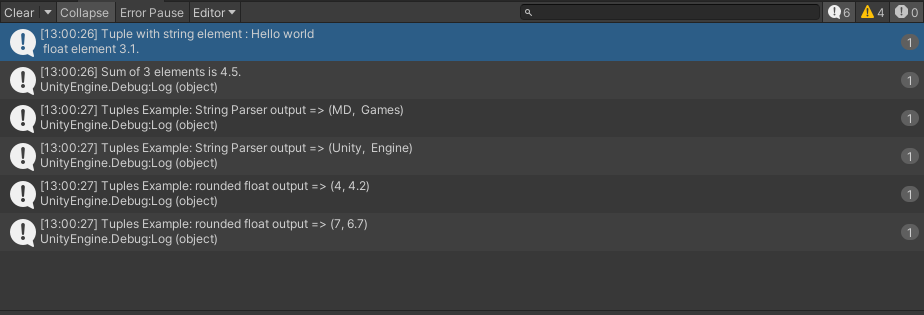 Clear Collapse Error Pause Editor 6 4 0
[13:00:26] Tuple with string element : Hello world
float element 3.1.
1
[13:00:26] Sum of 3 elements is 4.5.
UnityEngine.Debug:Log (object)
1
[13:00:27] Tuples Example: String Parser output => (MD,  Games)
UnityEngine.Debug:Log (object)
1
[13:00:27] Tuples Example: String Parser output => (Unity,  Engine)
UnityEngine.Debug:Log (object)
1
[13:00:27] Tuples Example: rounded float output => (4, 4.2)
UnityEngine.Debug:Log (object)
1
[13:00:27] Tuples Example: rounded float output => (7, 6.7)
UnityEngine.Debug:Log (object)
1